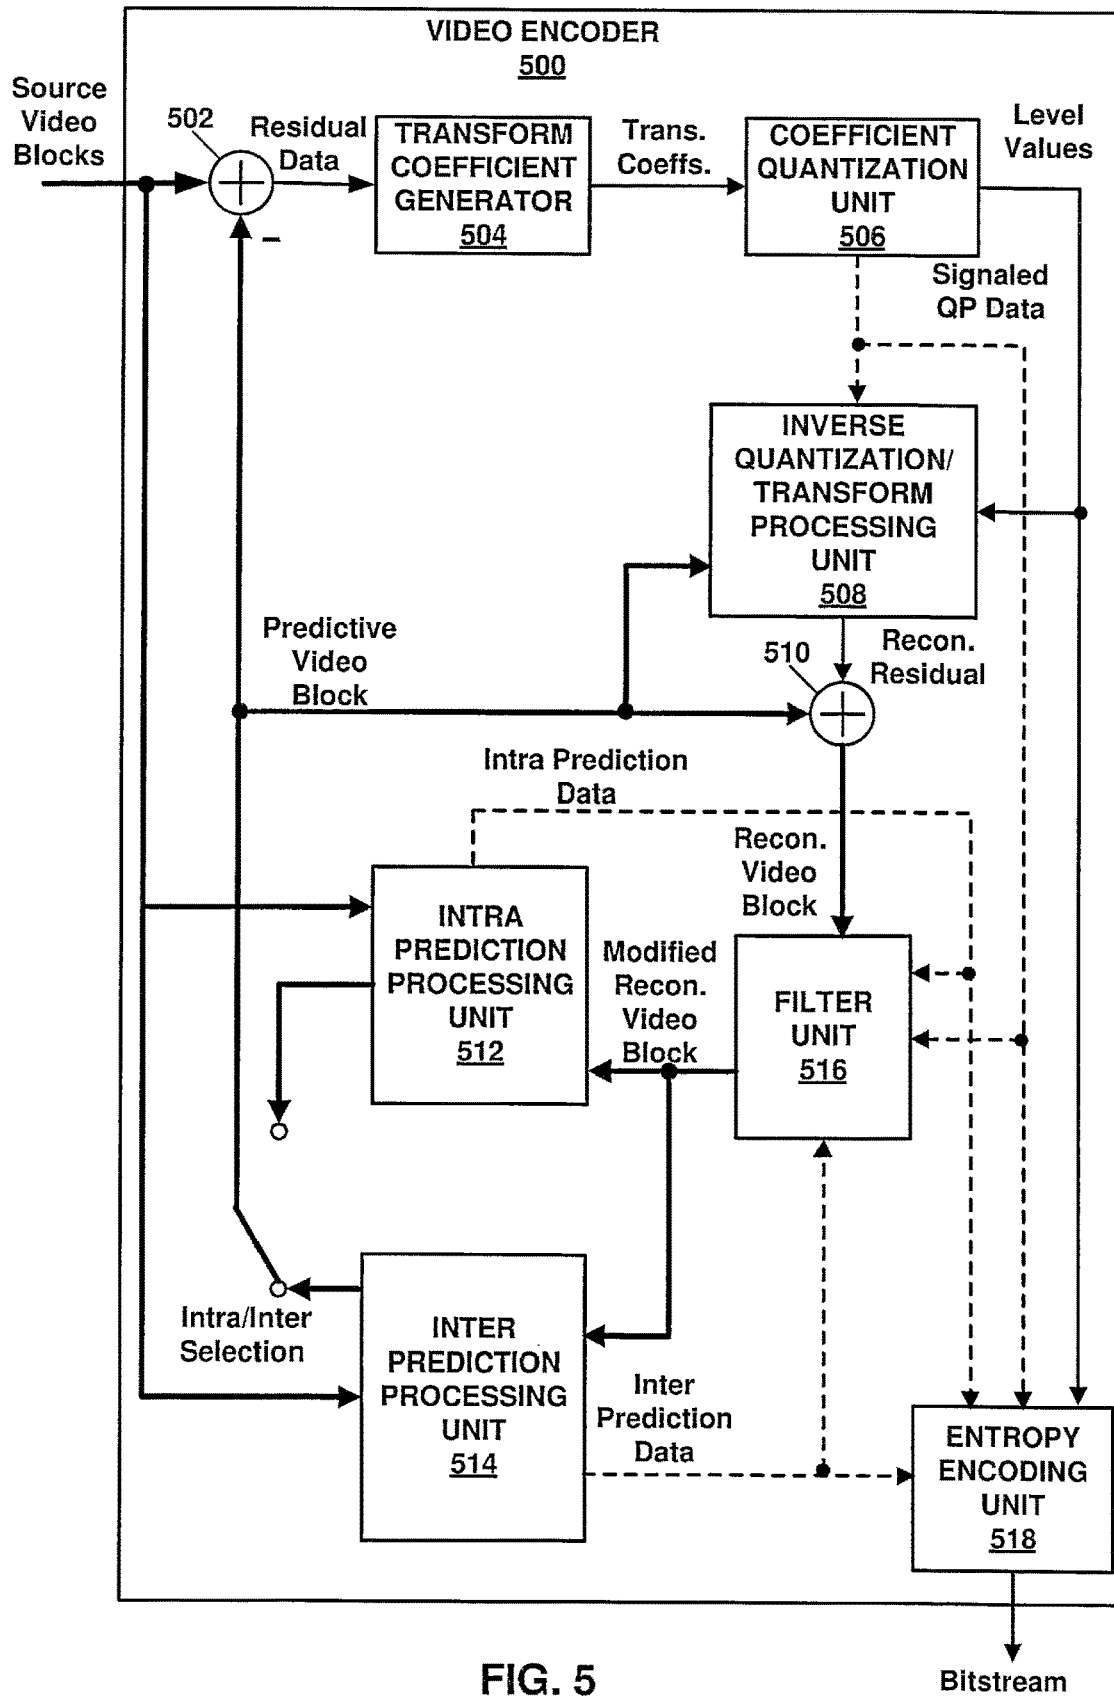 VIDEO ENCODER
500
Source
Video
Blocks
502
Residual
Data
TRANSFORM
COEFFICIENT
GENERATOR
504
Trans.
Coeffs.
COEFFICIENT
QUANTIZATION
UNIT
506
Level
Values
Signaled
QP Data
INVERSE
QUANTIZATION/
TRANSFORM
PROCESSING
UNIT
508
Predictive
Video
Block
510
Recon.
Residual
Intra Prediction
Data
Recon.
Video
Block
INTRA
PREDICTION
PROCESSING
UNIT
512
Modified
Recon.
Video
Block
FILTER
UNIT
516
Intra/Inter
Selection
INTER
PREDICTION
PROCESSING
UNIT
514
Inter
Prediction
Data
ENTROPY
ENCODING
UNIT
518
FIG. 5
Bitstream